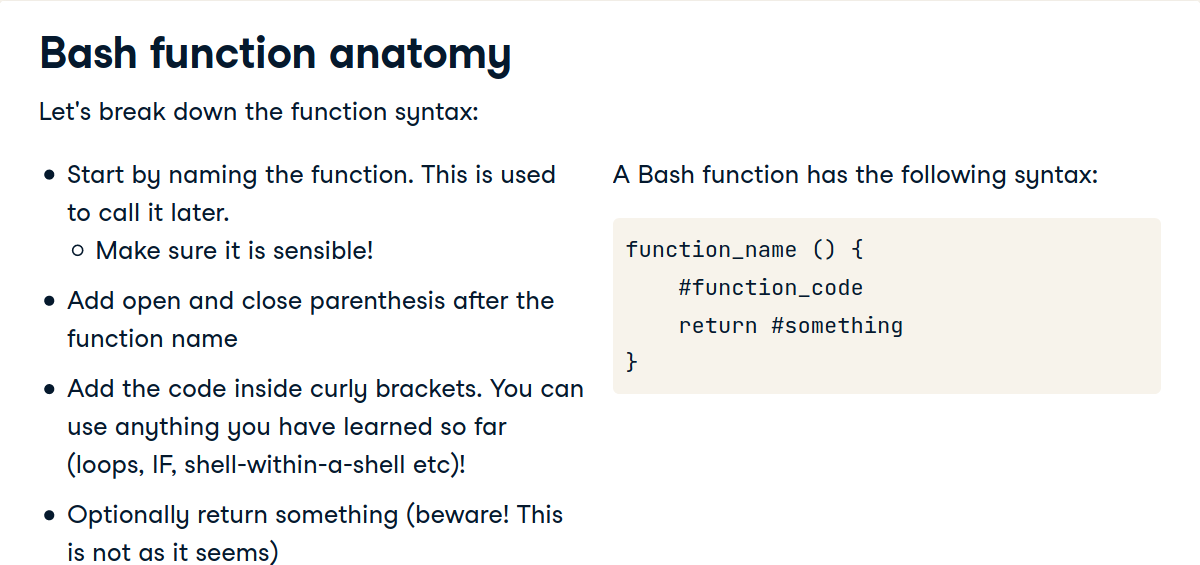 Bash function anatomy
Let's break down the function syntax:
• Start by naming the function. This is used
to call it later.
○ Make sure it is sensible!
• Add open and close parenthesis after the
function name
• Add the code inside curly brackets. You can
use anything you have learned so far
(loops, IF, shell-within-a-shell etc)!
• Optionally return something (beware! This
is not as it seems)
A Bash function has the following syntax:
function_name () {
    #function_code
    return #something
}